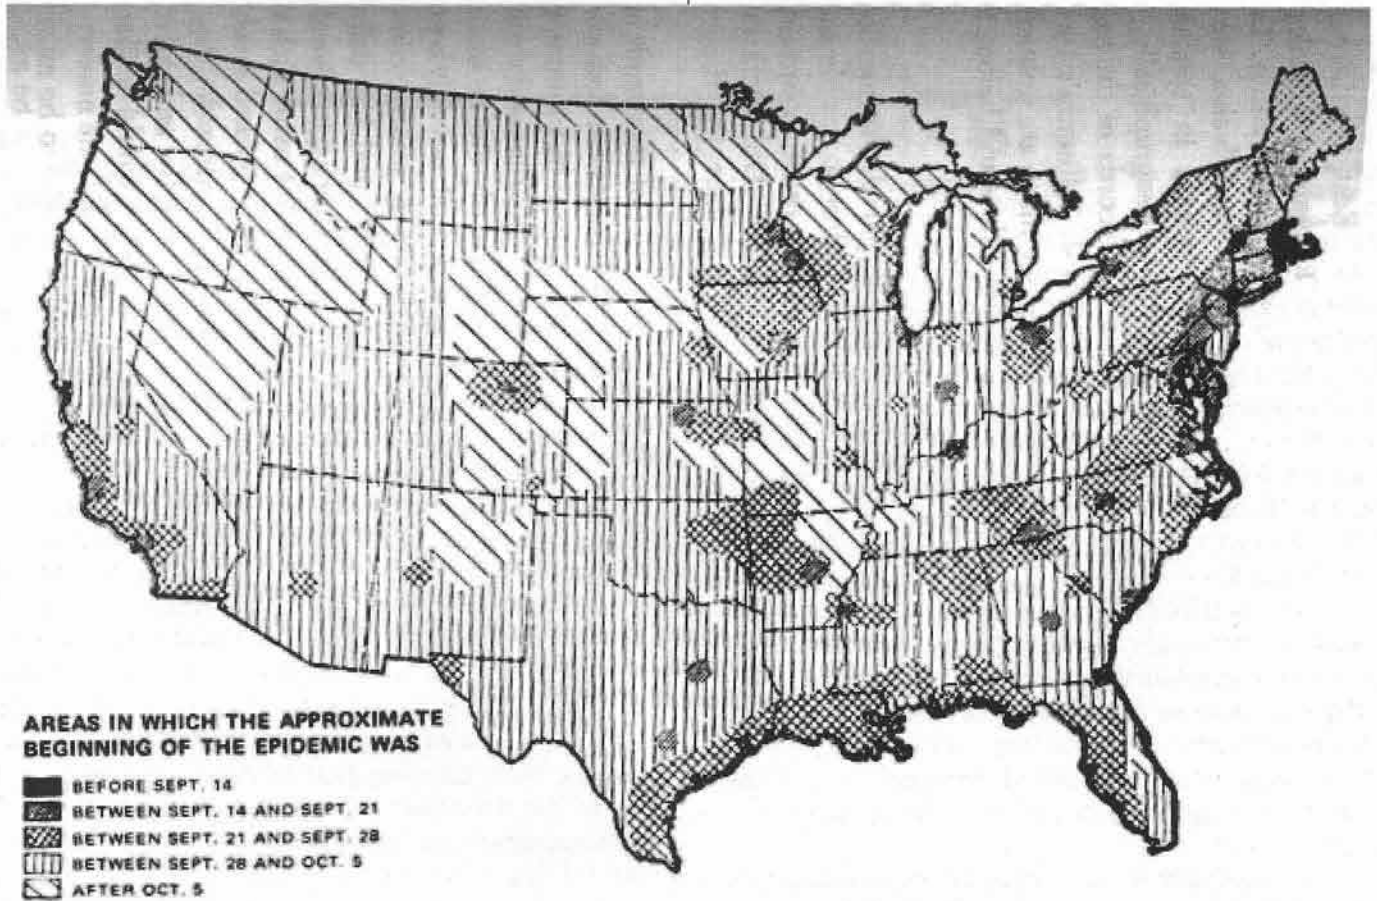 AREAS IN WHICH THE APPROXIMATE
BEGINNING OF THE EPIDEMIC WAS
BEFORE SEPT. 14
BETWEEN SEPT. 14 AND SEPT. 21
BETWEEN SEPT. 21 AND SEPT. 28
BETWEEN SEPT. 28 AND OCT. 5
AFTER OCT. 5